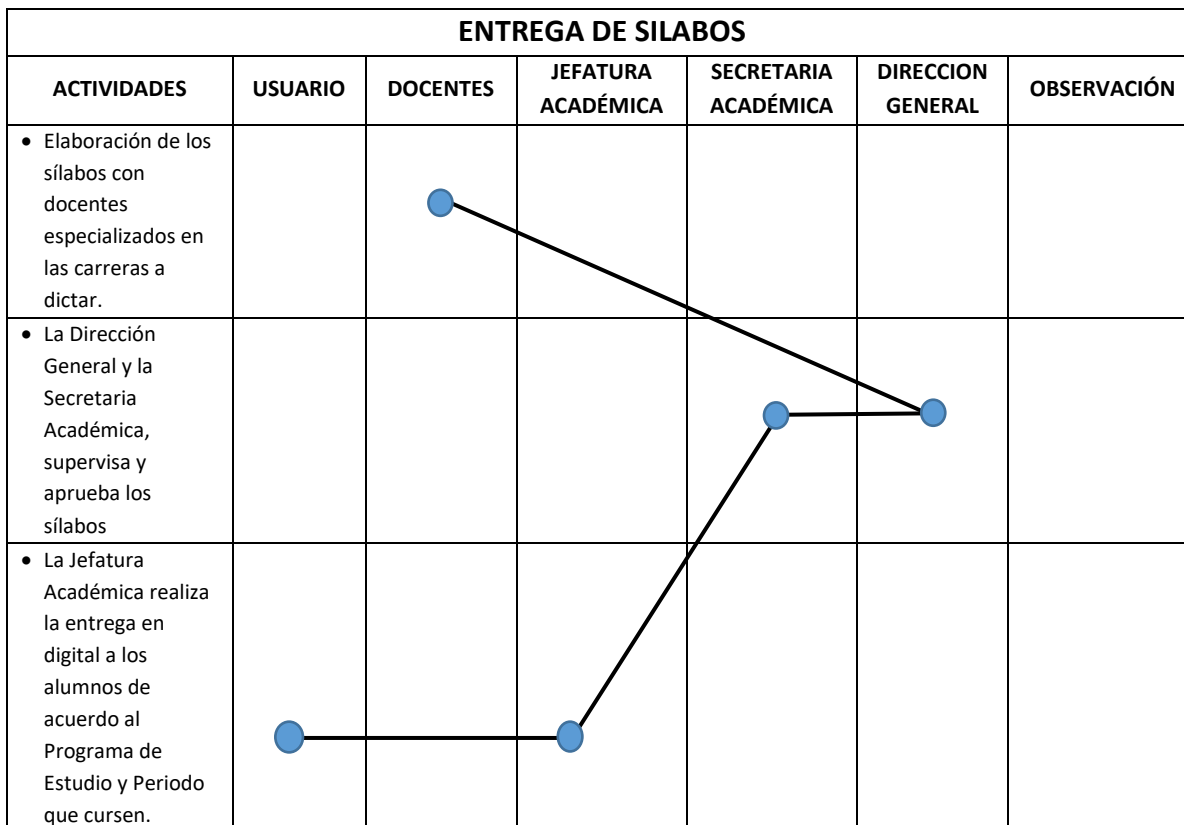 ENTREGA DE SILABOS
ACTIVIDADES
USUARIO
DOCENTES
JEFATURA
ACADÉMICA
SECRETARIA
ACADÉMICA
DIRECCION
GENERAL
OBSERVACIÓN
• Elaboración de los
sílabos con
docentes
especializados en
las carreras a
dictar.
• La Dirección
General y la
Secretaria
Académica,
supervisa y
aprueba los
sílabos
• La Jefatura
Académica realiza
la entrega en
digital a los
alumnos de
acuerdo al
Programa de
Estudio y Periodo
que cursen.